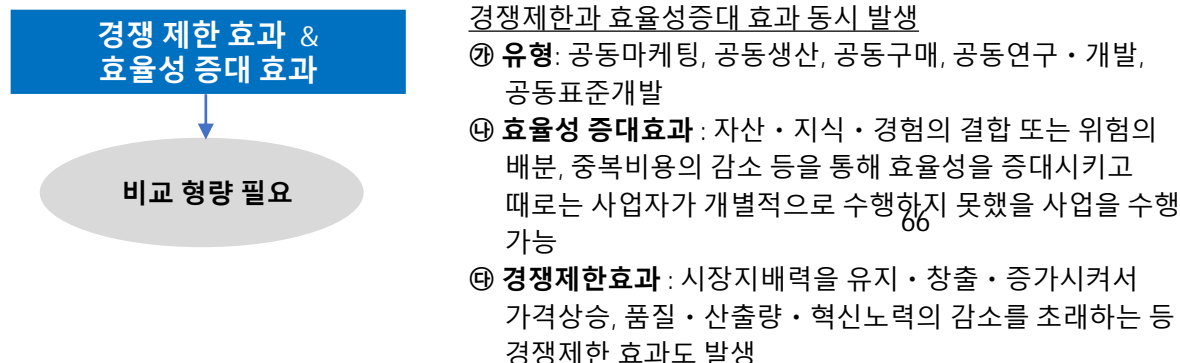 경쟁 제한 효과 &
효율성 증대 효과
비교 형량 필요
경쟁제한과 효율성증대 효과 동시 발생
㉮ 유형: 공동마케팅, 공동생산, 공동구매, 공동연구・개발,
공동표준개발
㉯ 효율성 증대효과 : 자산・지식・경험의 결합 또는 위험의
배분, 중복비용의 감소 등을 통해 효율성을 증대시키고
때로는 사업자가 개별적으로 수행하지 못했을 사업을 수행
66
가능
㉰ 경쟁제한효과 : 시장지배력을 유지・창출・증가시켜서
가격상승, 품질・산출량・혁신노력의 감소를 초래하는 등
경쟁제한 효과도 발생